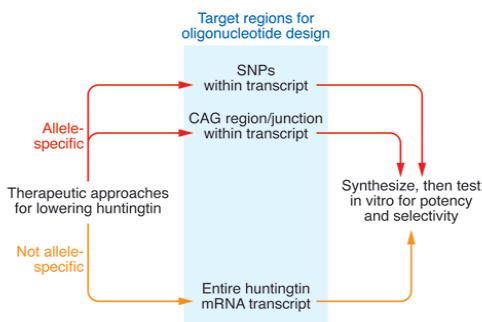 Target regions for
oligonucleotide design
SNPs
within transcript
Allele-
specific
CAG region/junction
within transcript
Therapeutic approaches
for lowering huntingtin
Synthesize, then test
in vitro for potency
and selectivity
Not allele-
specific
Entire huntingtin
mRNA transcript